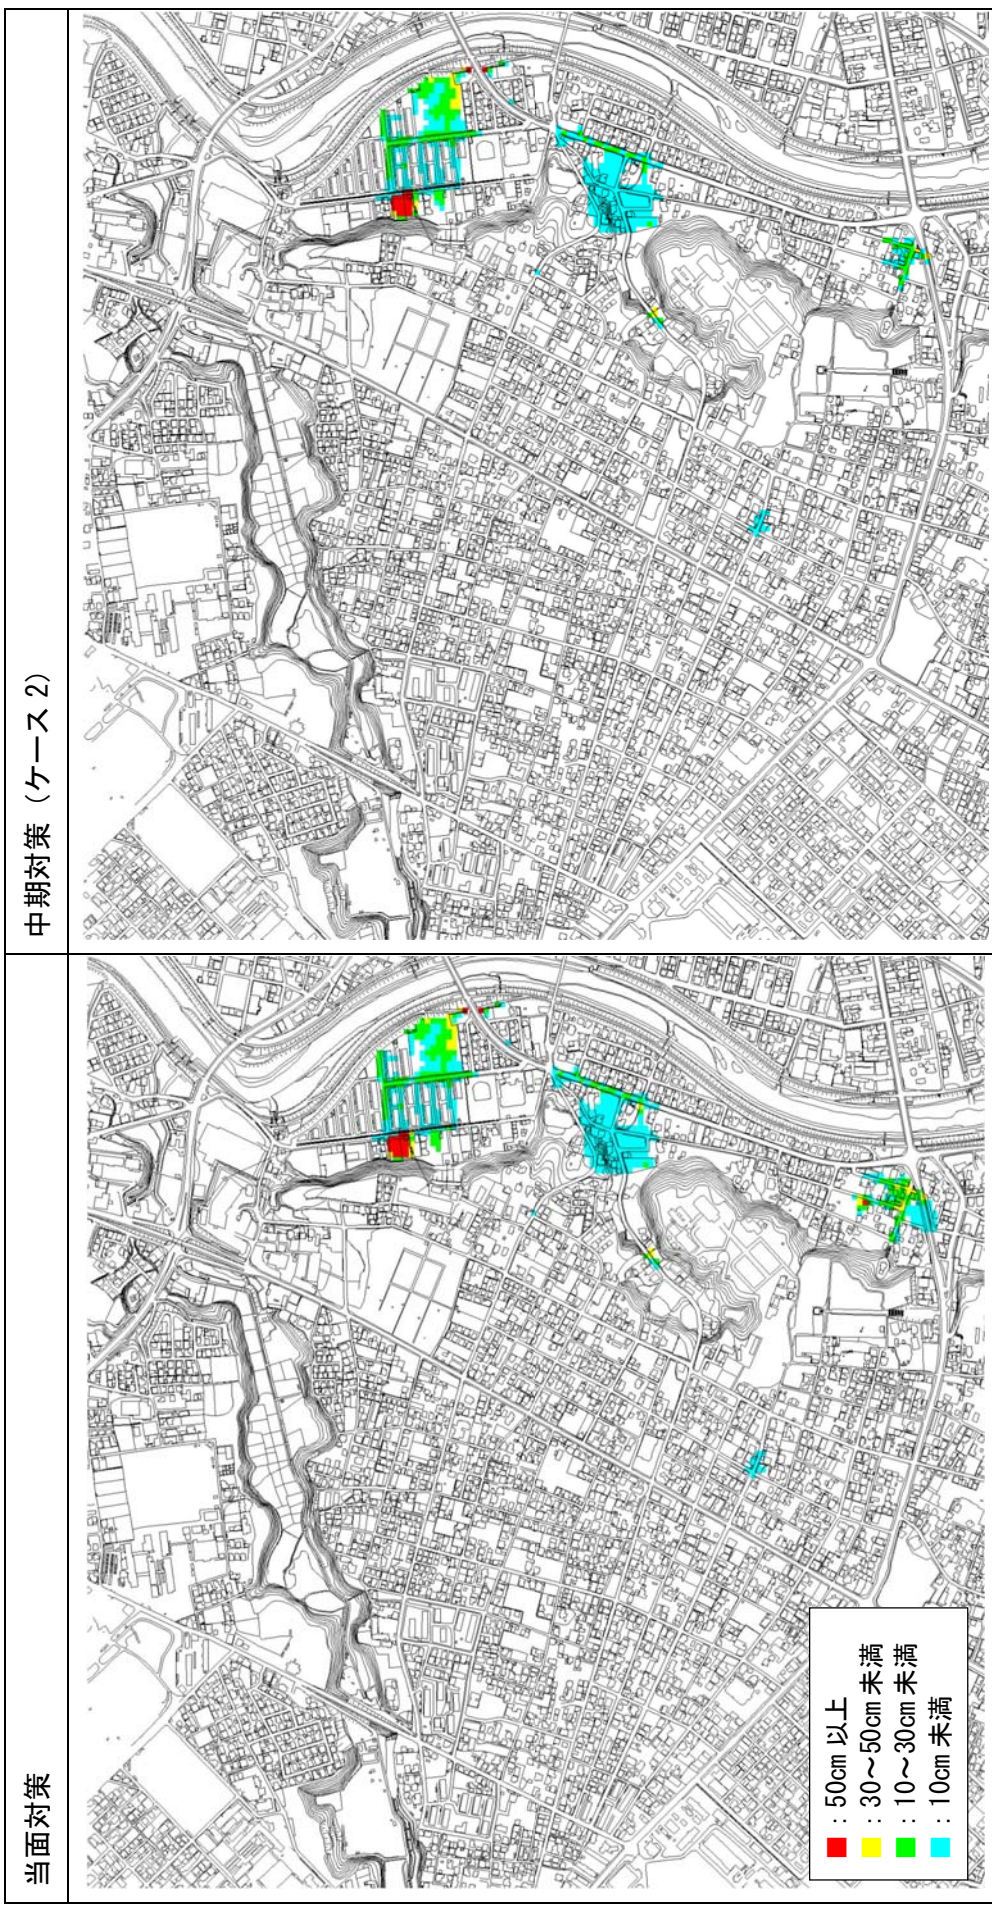 当面対策
中期対策（ケース 2）
■：50cm 以上
■：30～50cm 未満
■：10～30cm 未満
■：10cm 未満